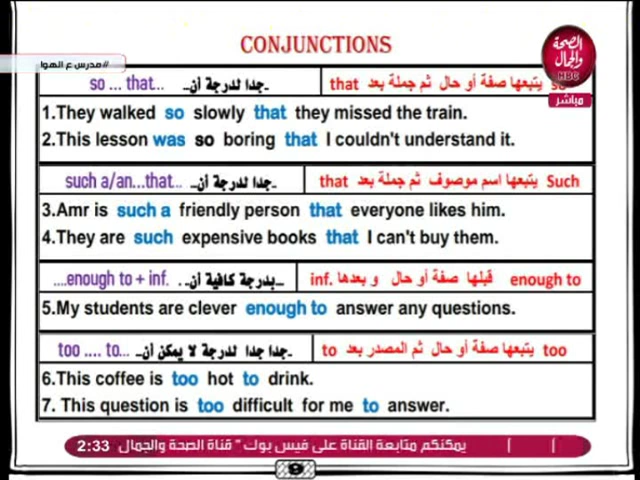 CONJUNCTIONS
الصحة
والجمال
HBC
مباشر
#مدرس ع الهوا
so ... that... جدا لدرجة أن..
so يتبعها صفة أو حال ثم جملة بعد that
1.They walked so slowly that they missed the train.
2.This lesson was so boring that I couldn't understand it.
such a/an...that... جدا لدرجة أن..
Such يتبعها اسم موصوف ثم جملة بعد that
3.Amr is such a friendly person that everyone likes him.
4.They are such expensive books that I can't buy them.
....enough to + inf. بدرجة كافية أن..
enough to قبلها صفة أو حال و بعدها inf.
5.My students are clever enough to answer any questions.
too .... to... جدا جدا لدرجة لا يمكن أن..
too يتبعها صفة أو حال ثم المصدر بعد to
6.This coffee is too hot to drink.
7. This question is too difficult for me to answer.
2:33 يمكنكم متابعة القناة على فيس بوك " قناة الصحة والجمال
9